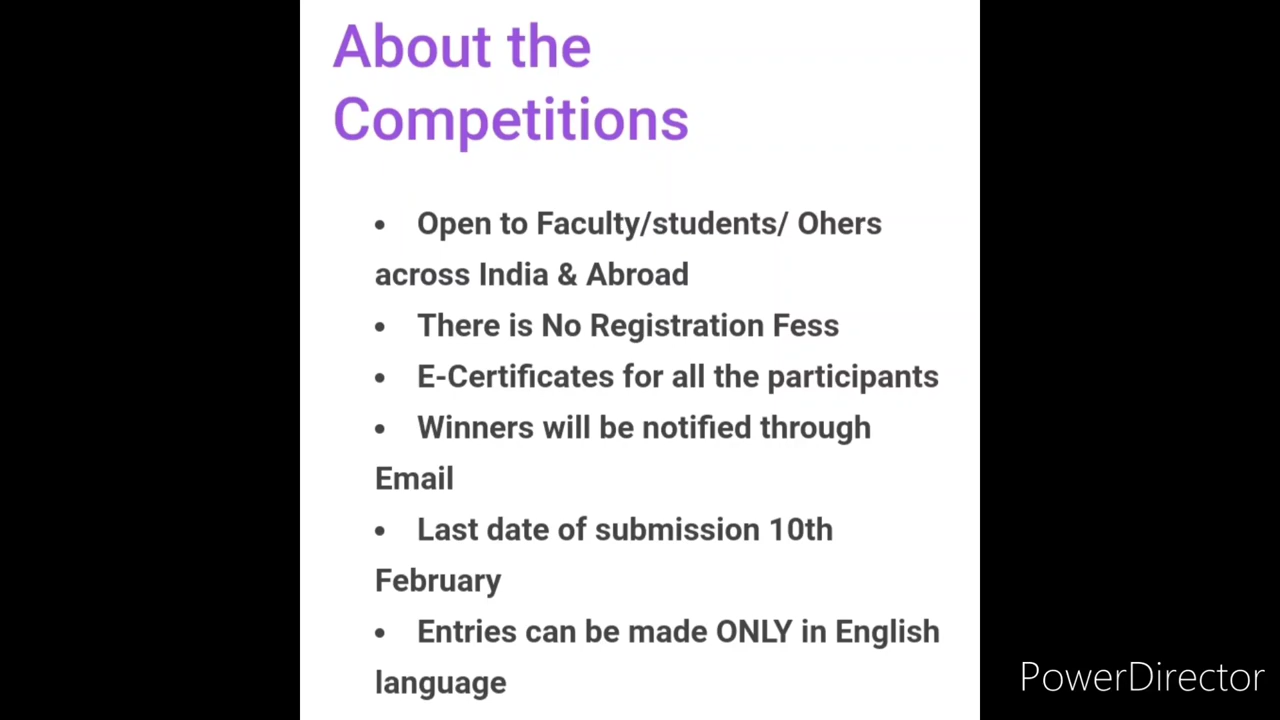 About the
Competitions
• Open to Faculty/students/ Ohers
across India & Abroad
• There is No Registration Fess
• E-Certificates for all the participants
• Winners will be notified through
Email
• Last date of submission 10th
February
• Entries can be made ONLY in English
language
PowerDirector